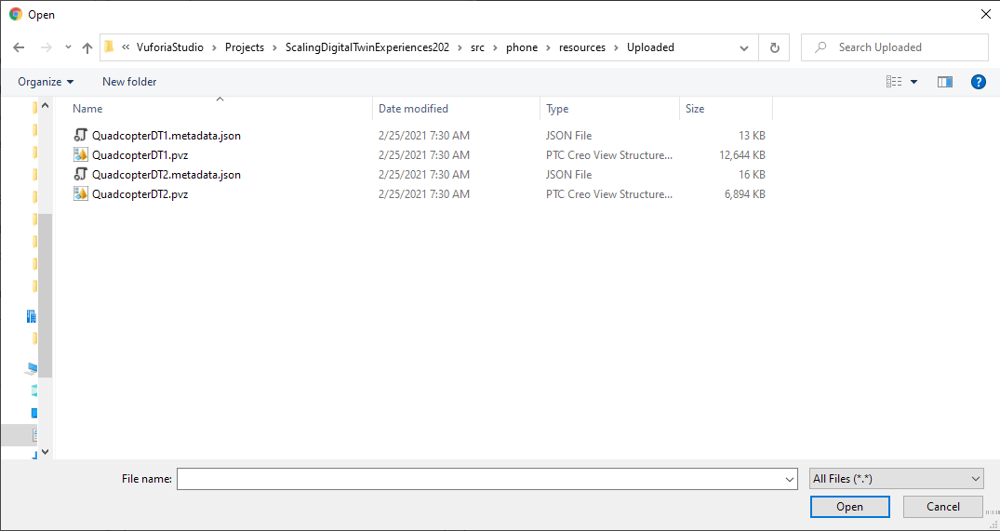 Open
« VuforiaStudio > Projects > ScalingDigitalTwinExperiences202 > src > phone > resources > Uploaded
Search Uploaded
Organize New folder
Name Date modified Type Size
QuadcopterDT1.metadata.json 2/25/2021 7:30 AM JSON File 13 KB
QuadcopterDT1.pvz 2/25/2021 7:30 AM PTC Creo View Structure... 12,644 KB
QuadcopterDT2.metadata.json 2/25/2021 7:30 AM JSON File 16 KB
QuadcopterDT2.pvz 2/25/2021 7:30 AM PTC Creo View Structure... 6,894 KB
File name: All Files (*.*)
Open Cancel